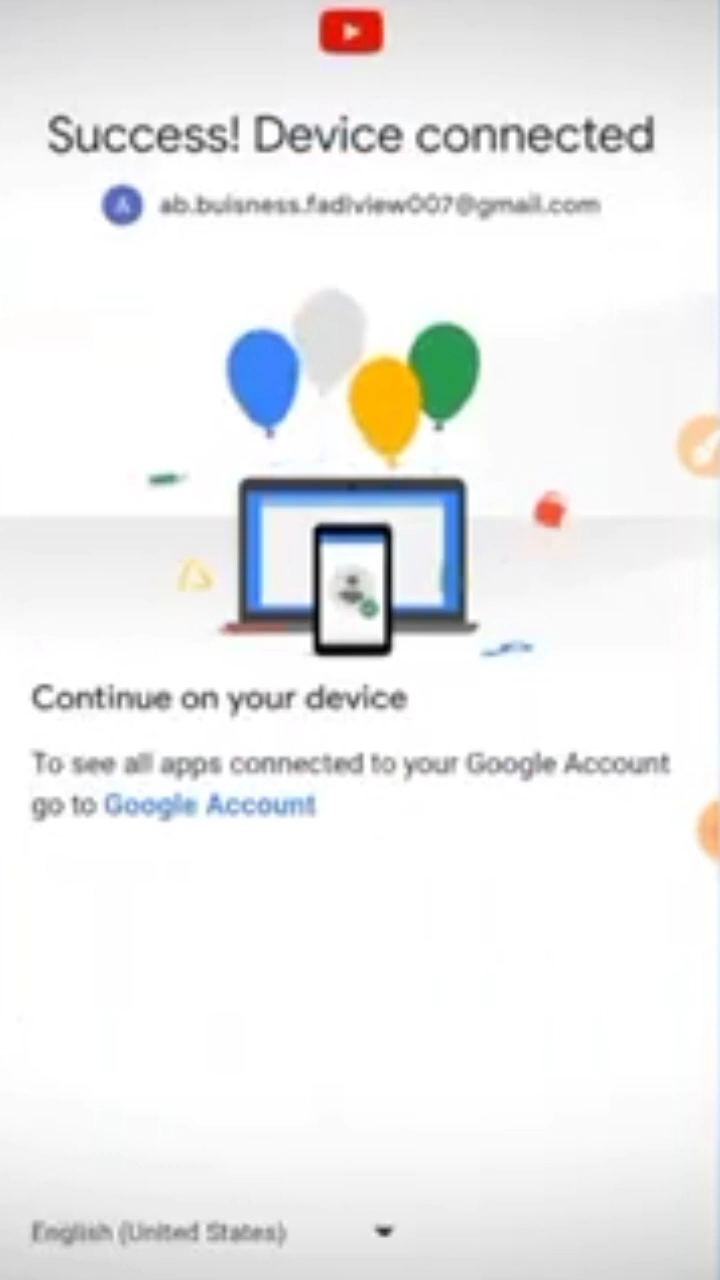 Success! Device connected
A ab.buisness.fadiview007@gmail.com
Continue on your device
To see all apps connected to your Google Account
go to Google Account
English (United States)